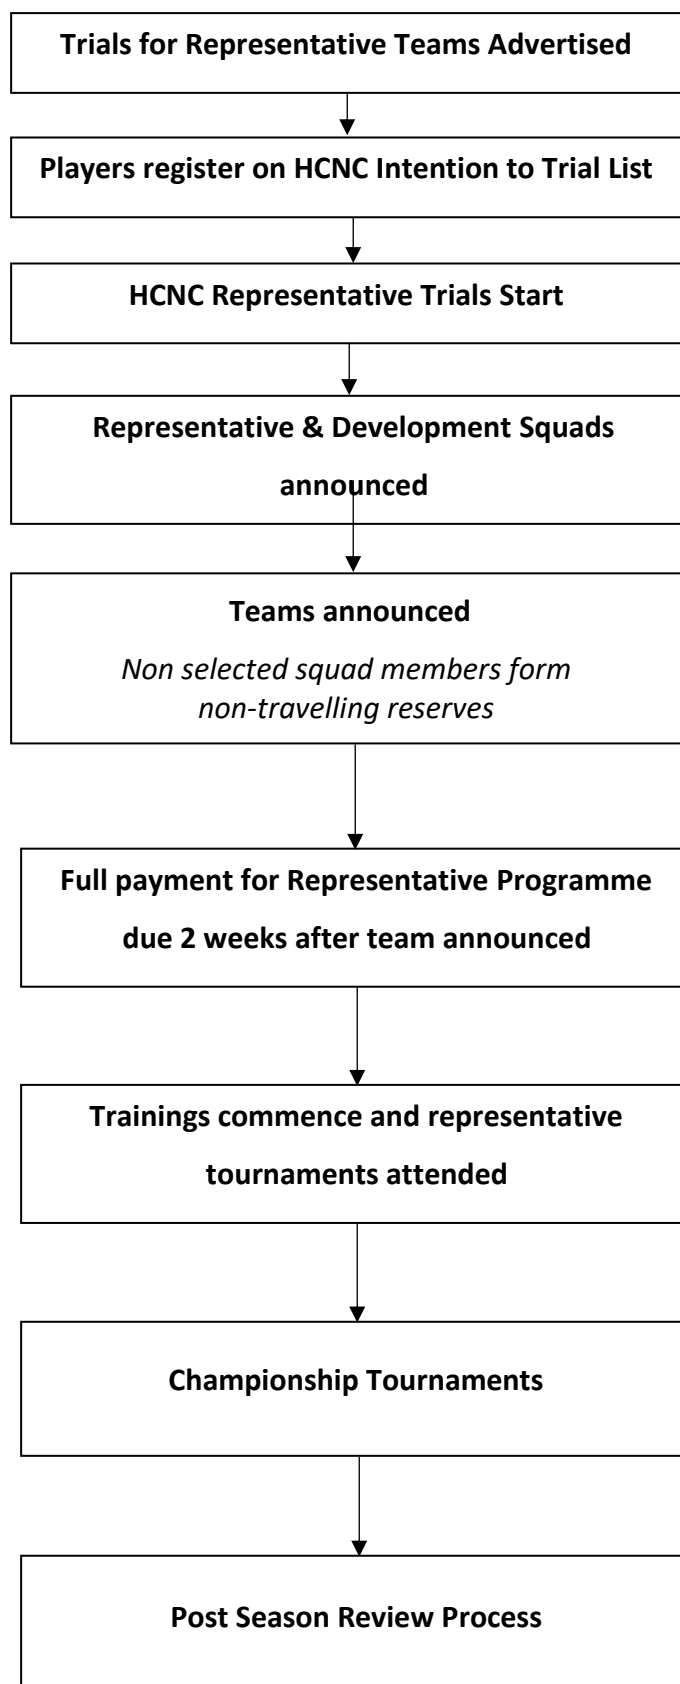 Trials for Representative Teams Advertised
Players register on HCNC Intention to Trial List
HCNC Representative Trials Start
Representative & Development Squads
announced
Teams announced
Non selected squad members form
non-travelling reserves
Full payment for Representative Programme
due 2 weeks after team announced
Trainings commence and representative
tournaments attended
Championship Tournaments
Post Season Review Process